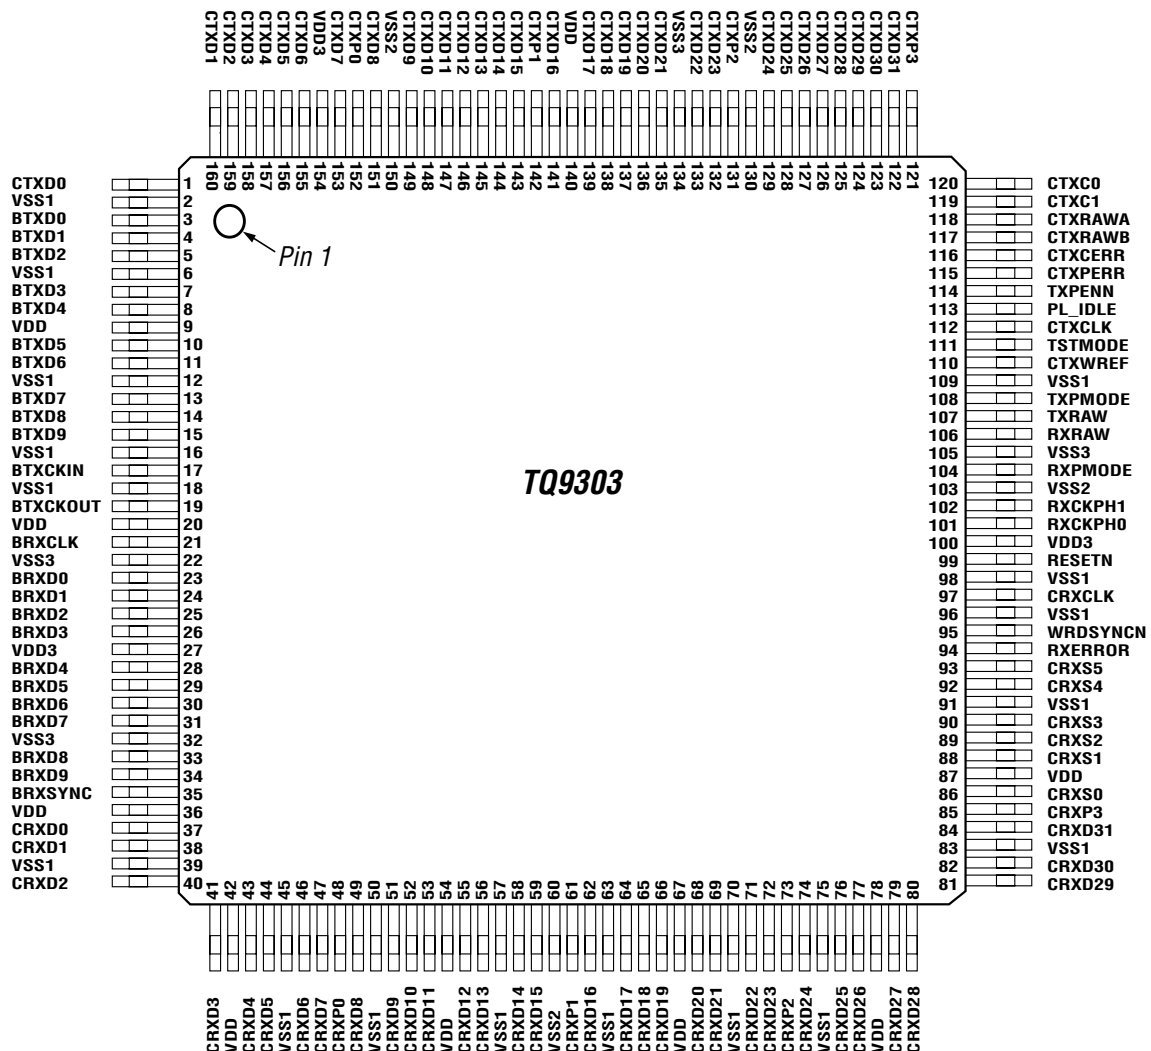 CTXD1 CTXD2 CTXD3 CTXD4 CTXD5 CTXD6 VDD3 CTXD7 CTXP0 CTXD8 VSS2 CTXD9 CTXD10 CTXD11 CTXD12 CTXD13 CTXD14 CTXD15 CTXP1 CTXD16 VDD CTXD17 CTXD18 CTXD19 CTXD20 CTXD21 VSS3 CTXD22 CTXD23 CTXP2 VSS2 CTXD24 CTXD25 CTXD26 CTXD27 CTXD28 CTXD29 CTXD30 CTXD31 CTXP3
160 159 158 157 156 155 154 153 152 151 150 149 148 147 146 145 144 143 142 141 140 139 138 137 136 135 134 133 132 131 130 129 128 127 126 125 124 123 122 121
CTXD0 1 120 CTXC0
VSS1 2 119 CTXC1
BTXD0 3 118 CTXRAWA
BTXD1 4 117 CTXRAWB
BTXD2 5 Pin 1 116 CTXCERR
VSS1 6 115 CTXPERR
BTXD3 7 114 TXPENN
BTXD4 8 113 PL_IDLE
VDD 9 112 CTXCLK
BTXD5 10 111 TSTMODE
BTXD6 11 110 CTXWREF
VSS1 12 109 VSS1
BTXD7 13 108 TXPMODE
BTXD8 14 107 TXRAW
BTXD9 15 106 RXRAW
VSS1 16 105 VSS3
BTXCKIN 17 TQ9303 104 RXPMODE
VSS1 18 103 VSS2
BTXCKOUT 19 102 RXCKPH1
VDD 20 101 RXCKPH0
BRXCLK 21 100 VDD3
VSS3 22 99 RESETN
BRXD0 23 98 VSS1
BRXD1 24 97 CRXCLK
BRXD2 25 96 VSS1
BRXD3 26 95 WRDSYNCN
VDD3 27 94 RXERROR
BRXD4 28 93 CRXS5
BRXD5 29 92 CRXS4
BRXD6 30 91 VSS1
BRXD7 31 90 CRXS3
VSS3 32 89 CRXS2
BRXD8 33 88 CRXS1
BRXD9 34 87 VDD
BRXSYNC 35 86 CRXS0
VDD 36 85 CRXP3
CRXD0 37 84 CRXD31
CRXD1 38 83 VSS1
VSS1 39 82 CRXD30
CRXD2 40 81 CRXD29
41 42 43 44 45 46 47 48 49 50 51 52 53 54 55 56 57 58 59 60 61 62 63 64 65 66 67 68 69 70 71 72 73 74 75 76 77 78 79 80
CRXD3 VDD CRXD4 CRXD5 VSS1 CRXD6 CRXD7 CRXP0 CRXD8 VSS1 CRXD9 CRXD10 CRXD11 VDD CRXD12 CRXD13 VSS1 CRXD14 CRXD15 VSS2 CRXP1 CRXD16 VSS1 CRXD17 CRXD18 CRXD19 VDD CRXD20 CRXD21 VSS1 CRXD22 CRXD23 CRXP2 CRXD24 VSS1 CRXD25 CRXD26 VDD CRXD27 CRXD28